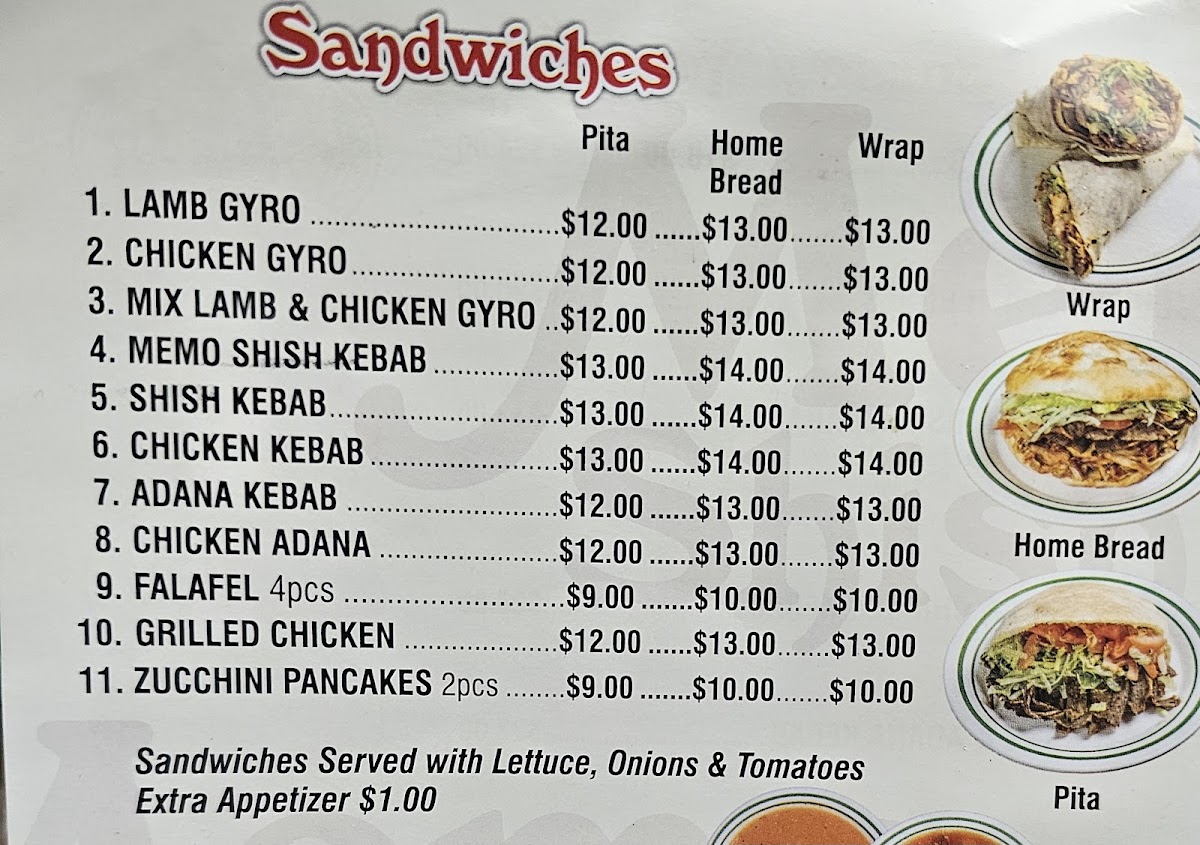 Sandwiches
Pita Home Bread Wrap
1. LAMB GYRO ..............................$12.00 ......$13.00.......$13.00
2. CHICKEN GYRO.........................$12.00 ......$13.00.......$13.00
3. MIX LAMB & CHICKEN GYRO ..$12.00 ......$13.00.......$13.00
4. MEMO SHISH KEBAB...............$13.00 ......$14.00.......$14.00
5. SHISH KEBAB...........................$13.00 ......$14.00.......$14.00
6. CHICKEN KEBAB ......................$13.00 ......$14.00.......$14.00
7. ADANA KEBAB .........................$12.00 ......$13.00.......$13.00
8. CHICKEN ADANA .....................$12.00 ......$13.00.......$13.00
9. FALAFEL 4pcs ..........................$9.00 .......$10.00.......$10.00
10. GRILLED CHICKEN ..................$12.00 ......$13.00.......$13.00
11. ZUCCHINI PANCAKES 2pcs ........$9.00 .......$10.00.......$10.00
Sandwiches Served with Lettuce, Onions & Tomatoes
Extra Appetizer $1.00
Wrap
Home Bread
Pita